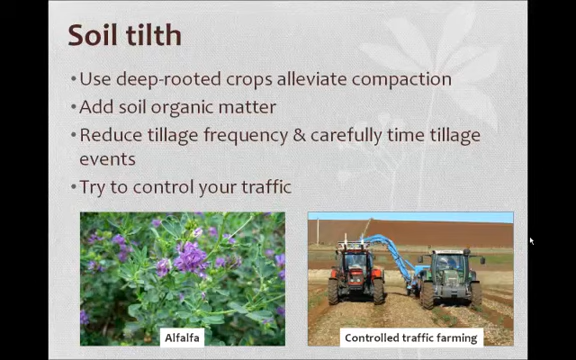 Soil tilth
•Use deep-rooted crops alleviate compaction
•Add soil organic matter
•Reduce tillage frequency & carefully time tillage
events
•Try to control your traffic
Alfalfa
Controlled traffic farming